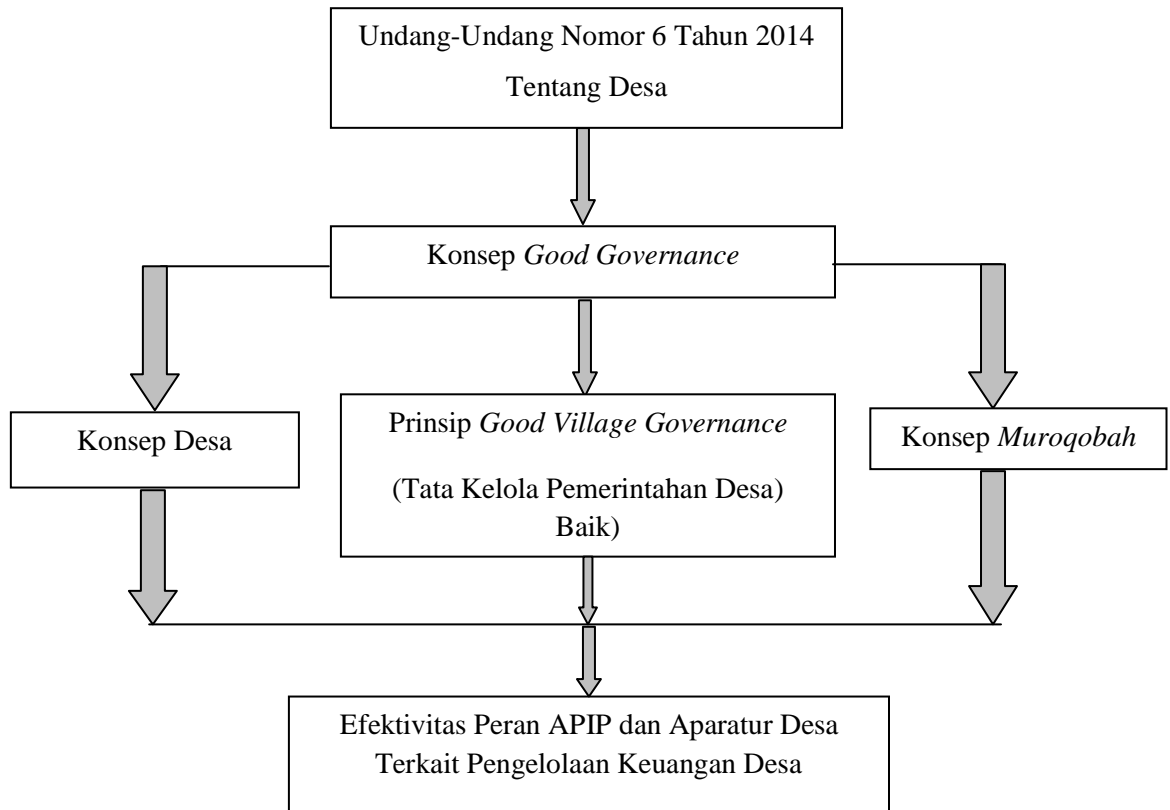 Undang-Undang Nomor 6 Tahun 2014
Tentang Desa
Konsep Good Governance
Konsep Desa
Prinsip Good Village Governance
(Tata Kelola Pemerintahan Desa)
Baik)
Konsep Muroqobah
Efektivitas Peran APIP dan Aparatur Desa
Terkait Pengelolaan Keuangan Desa